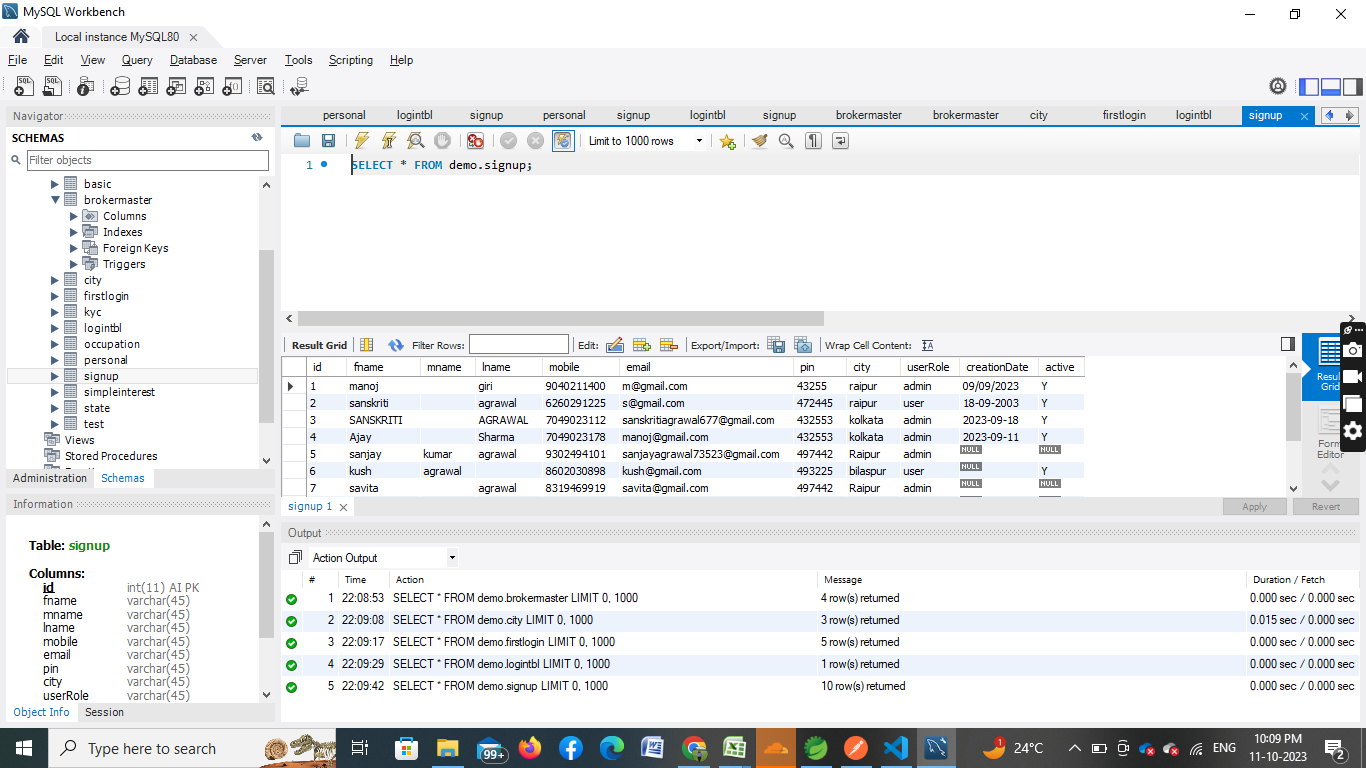 MySQL Workbench
Local instance MySQL80
File Edit View Query Database Server Tools Scripting Help
Navigator
SCHEMAS
Filter objects
basic
brokermaster
Columns
Indexes
Foreign Keys
Triggers
city
firstlogin
kyc
logintbl
occupation
personal
signup
simpleinterest
state
test
Views
Stored Procedures
Administration Schemas
Information
Table: signup
Columns:
id int(11) AI PK
fname varchar(45)
mname varchar(45)
lname varchar(45)
mobile varchar(45)
email varchar(45)
pin varchar(45)
city varchar(45)
userRole varchar(45)
Object Info Session
personal logintbl signup personal signup logintbl signup brokermaster brokermaster city firstlogin logintbl signup
Limit to 1000 rows
1 SELECT * FROM demo.signup;
Result Grid Filter Rows: Edit: Export/Import: Wrap Cell Content:
id fname mname lname mobile email pin city userRole creationDate active
1 manoj giri 9040211400 m@gmail.com 43255 raipur admin 09/09/2023 Y
2 sanskriti agrawal 6260291225 s@gmail.com 472445 raipur user 18-09-2003 Y
3 SANSKRITI AGRAWAL 7049023112 sanskritiagrawal677@gmail.com 432553 kolkata admin 2023-09-18 Y
4 Ajay Sharma 7049023178 manoj@gmail.com 432553 kolkata admin 2023-09-11 Y
5 sanjay kumar agrawal 9302494101 sanjayagrawal73523@gmail.com 497442 Raipur admin NULL NULL
6 kush agrawal 8602030898 kush@gmail.com 493225 bilaspur user NULL Y
7 savita agrawal 8319469919 savita@gmail.com 497442 Raipur admin NULL NULL
Form
Editor
signup 1
Apply Revert
Output
Action Output
# Time Action Message Duration / Fetch
1 22:08:53 SELECT * FROM demo.brokermaster LIMIT 0, 1000 4 row(s) returned 0.000 sec / 0.000 sec
2 22:09:08 SELECT * FROM demo.city LIMIT 0, 1000 3 row(s) returned 0.015 sec / 0.000 sec
3 22:09:17 SELECT * FROM demo.firstlogin LIMIT 0, 1000 5 row(s) returned 0.000 sec / 0.000 sec
4 22:09:29 SELECT * FROM demo.logintbl LIMIT 0, 1000 1 row(s) returned 0.000 sec / 0.000 sec
5 22:09:42 SELECT * FROM demo.signup LIMIT 0, 1000 10 row(s) returned 0.000 sec / 0.000 sec
Type here to search
99+
24°C
ENG
10:09 PM
11-10-2023
2